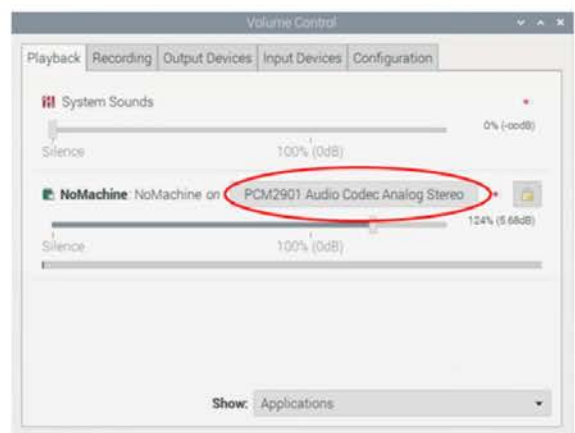 Volume Control
Playback Recording Output Devices Input Devices Configuration
System Sounds
0% (-oodB)
Silence 100% (0dB)
NoMachine: NoMachine on PCM2901 Audio Codec Analog Stereo
124% (5.68dB)
Silence 100% (0dB)
Show: Applications